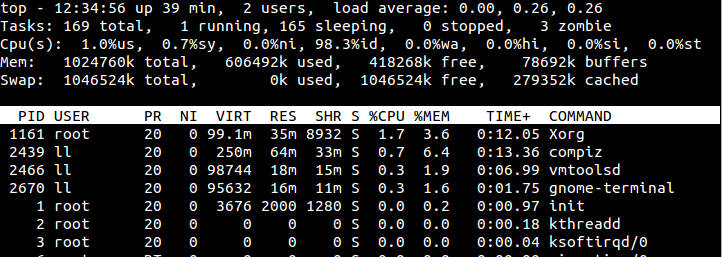 top - 12:34:56 up 39 min,  2 users,  load average: 0.00, 0.26, 0.26
Tasks: 169 total,   1 running, 165 sleeping,   0 stopped,   3 zombie
Cpu(s):  1.0%us,  0.7%sy,  0.0%ni, 98.3%id,  0.0%wa,  0.0%hi,  0.0%si,  0.0%st
Mem:   1024760k total,   606492k used,   418268k free,    78692k buffers
Swap:  1046524k total,        0k used,  1046524k free,   279352k cached
PID USER      PR  NI  VIRT  RES  SHR S %CPU %MEM    TIME+  COMMAND
1161 root      20   0 99.1m  35m 8932 S  1.7  3.6   0:12.05 Xorg
2439 ll        20   0  250m  64m  33m S  0.7  6.4   0:13.36 compiz
2466 ll        20   0 98744  18m  15m S  0.3  1.9   0:06.99 vmtoolsd
2670 ll        20   0 95632  16m  11m S  0.3  1.6   0:01.75 gnome-terminal
1 root      20   0  3676 2000 1280 S  0.0  0.2   0:00.97 init
2 root      20   0     0    0    0 S  0.0  0.0   0:00.18 kthreadd
3 root      20   0     0    0    0 S  0.0  0.0   0:00.04 ksoftirqd/0